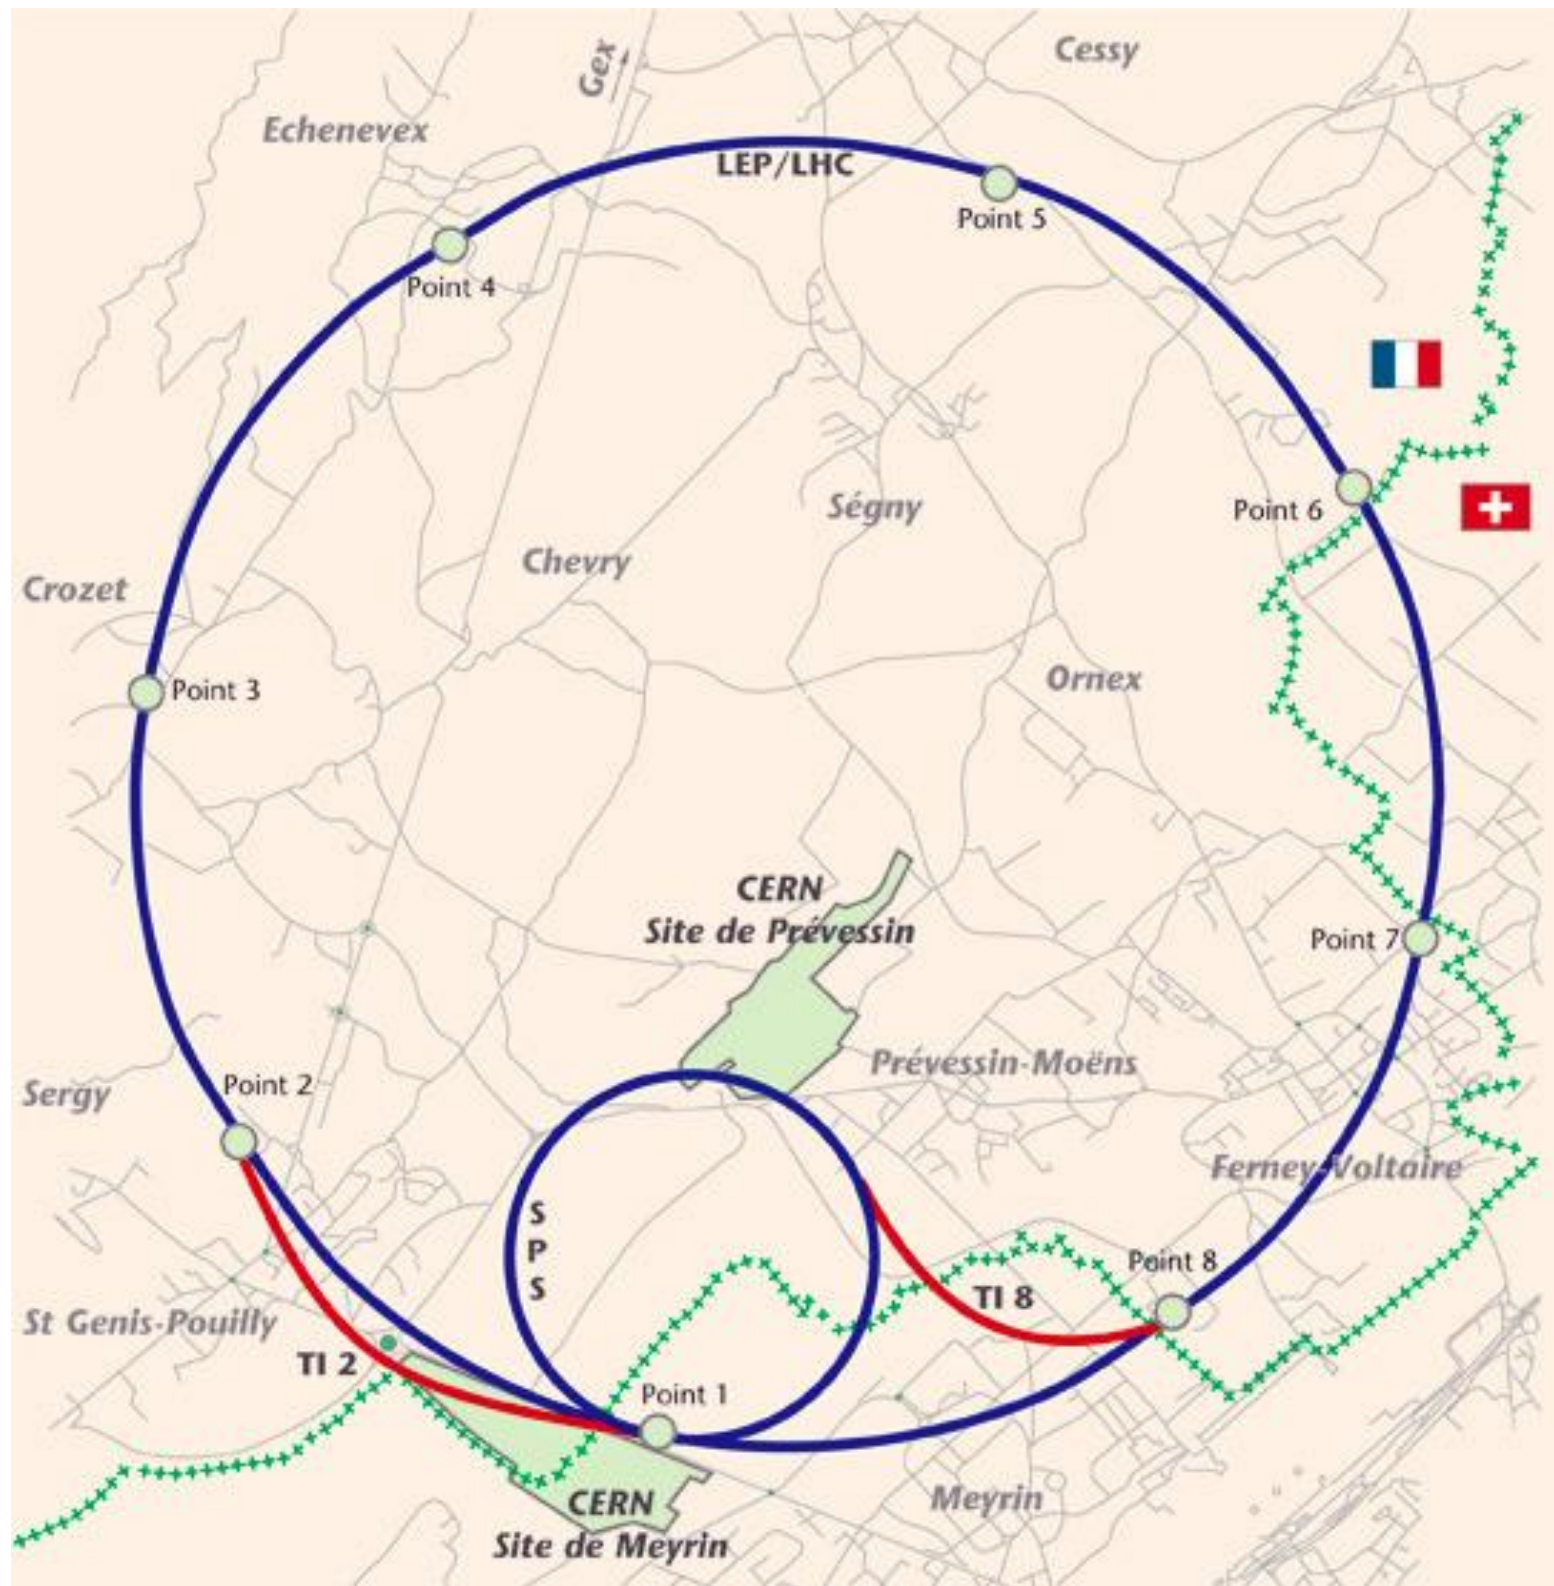 Cessy
Gex
Echenevex
LEP/LHC
Point 5
Point 4
Ségny
Point 6
Chevry
Crozet
Ornex
Point 3
CERN
Site de Prévessin
Point 7
Prévessin-Moëns
Point 2
Sergy
Ferney-Voltaire
S
P
S
Point 8
TI 8
St Genis-Pouilly
TI 2
Point 1
Meyrin
CERN
Site de Meyrin